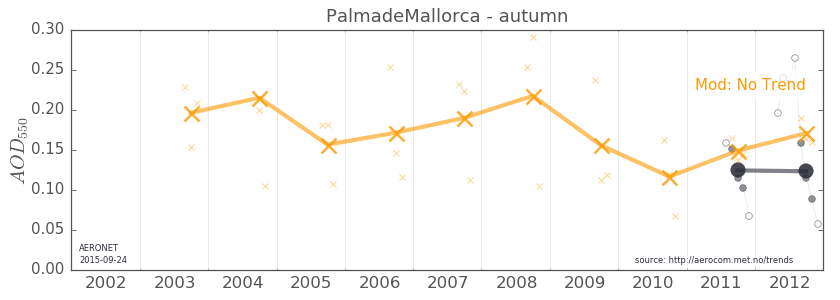 PalmadeMallorca - autumn
0.30
0.25
0.20
0.15
0.10
0.05
0.00
AOD550
Mod: No Trend
AERONET
2015-09-24
source: http://aerocom.met.no/trends
2002 2003 2004 2005 2006 2007 2008 2009 2010 2011 2012